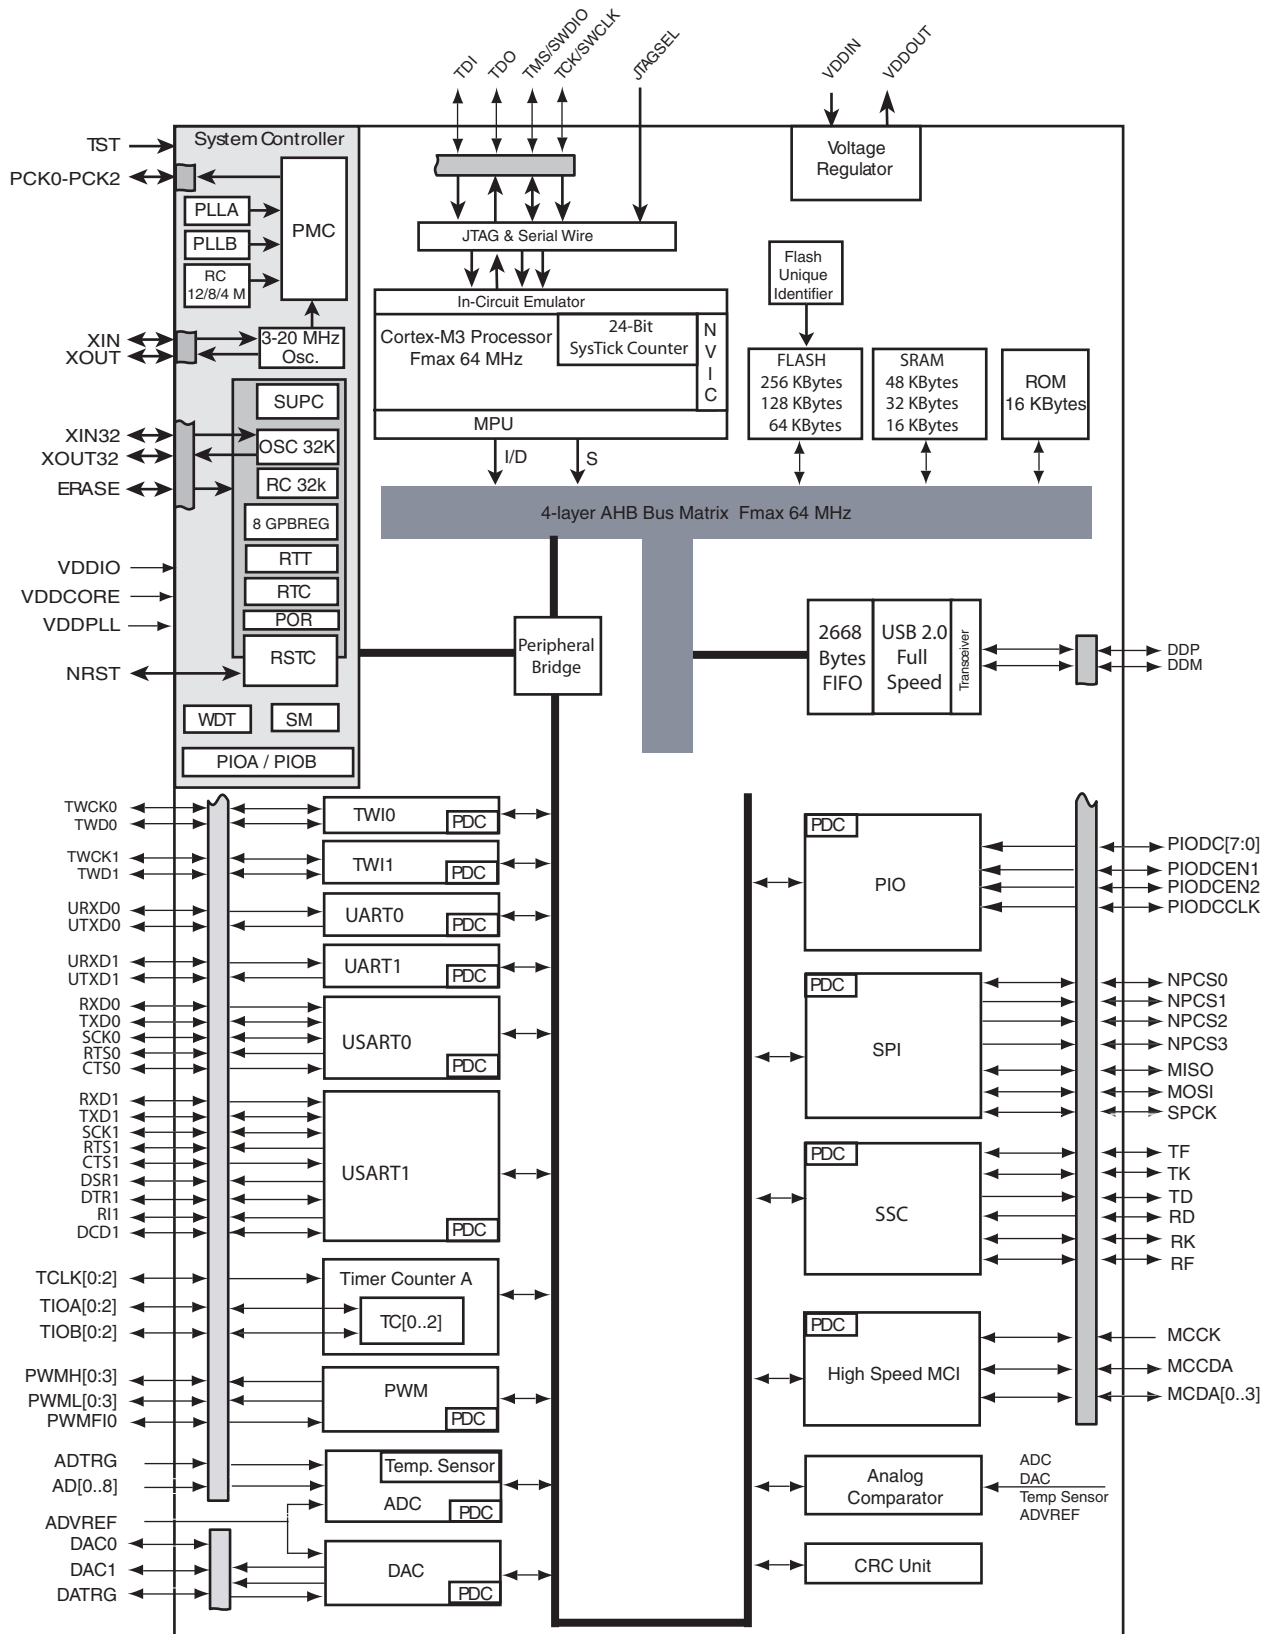 TDI
TDO
TMS/SWDIO
TCK/SWCLK
JTAGSEL
VDDIN
VDDOUT
TST
PCK0-PCK2
XIN
XOUT
XIN32
XOUT32
ERASE
VDDIO
VDDCORE
VDDPLL
NRST
System Controller
PMC
PLLA
PLLB
RC
12/8/4 M
3-20 MHz
Osc.
SUPC
OSC 32K
RC 32k
8 GPBREG
RTT
RTC
POR
RSTC
WDT
SM
PIOA / PIOB
JTAG & Serial Wire
In-Circuit Emulator
Cortex-M3 Processor
Fmax 64 MHz
24-Bit
SysTick Counter
N
V
I
C
MPU
I/D
S
Voltage
Regulator
Flash
Unique
Identifier
FLASH
256 KBytes
128 KBytes
64 KBytes
SRAM
48 KBytes
32 KBytes
16 KBytes
ROM
16 KBytes
4-layer AHB Bus Matrix Fmax 64 MHz
Peripheral
Bridge
2668
Bytes
FIFO
USB 2.0
Full
Speed
Transceiver
DDP
DDM
TWCK0
TWD0
TWI0
PDC
TWCK1
TWD1
TWI1
PDC
URXD0
UTXD0
UART0
PDC
URXD1
UTXD1
UART1
PDC
RXD0
TXD0
SCK0
RTS0
CTS0
USART0
PDC
RXD1
TXD1
SCK1
RTS1
CTS1
DSR1
DTR1
RI1
DCD1
USART1
PDC
TCLK[0:2]
TIOA[0:2]
TIOB[0:2]
Timer Counter A
TC[0..2]
PWMH[0:3]
PWML[0:3]
PWMFI0
PWM
PDC
ADTRG
AD[0..8]
ADVREF
Temp. Sensor
ADC
PDC
DAC0
DAC1
DATRG
DAC
PDC
PDC
PIO
PIODC[7:0]
PIODCEN1
PIODCEN2
PIODCCLK
PDC
SPI
NPCS0
NPCS1
NPCS2
NPCS3
MISO
MOSI
SPCK
PDC
SSC
TF
TK
TD
RD
RK
RF
PDC
High Speed MCI
MCCK
MCCDA
MCDA[0..3]
Analog
Comparator
ADC
DAC
Temp Sensor
ADVREF
CRC Unit